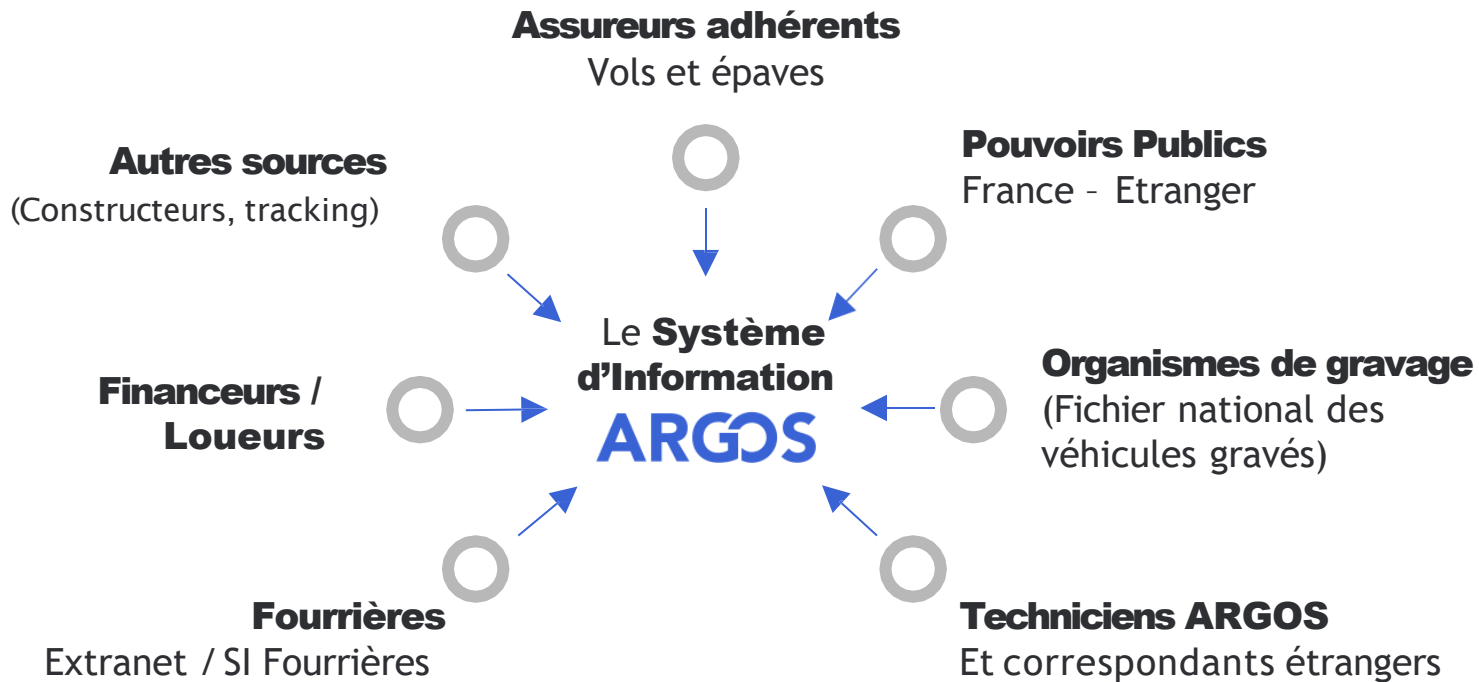 Assureurs adhérents
Vols et épaves
Autres sources
(Constructeurs, tracking)
Pouvoirs Publics
France – Etranger
Le Système
d’Information
ARGOS
Financeurs /
Loueurs
Organismes de gravage
(Fichier national des
véhicules gravés)
Fourrières
Extranet / SI Fourrières
Techniciens ARGOS
Et correspondants étrangers